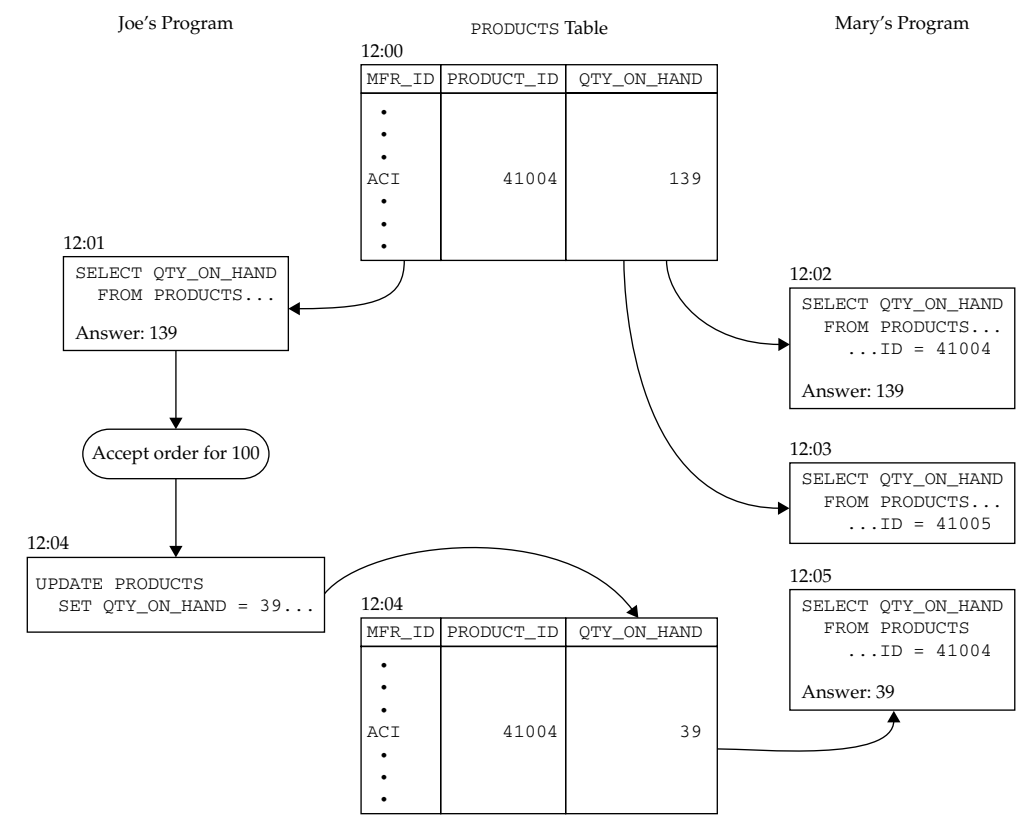 Joe's Program
PRODUCTS Table
Mary's Program
12:00
MFR_ID PRODUCT_ID QTY_ON_HAND
ACI 41004 139
12:01
SELECT QTY_ON_HAND
FROM PRODUCTS...
Answer: 139
12:02
SELECT QTY_ON_HAND
FROM PRODUCTS...
...ID = 41004
Answer: 139
Accept order for 100
12:03
SELECT QTY_ON_HAND
FROM PRODUCTS...
...ID = 41005
12:04
UPDATE PRODUCTS
SET QTY_ON_HAND = 39...
12:04
MFR_ID PRODUCT_ID QTY_ON_HAND
ACI 41004 39
12:05
SELECT QTY_ON_HAND
FROM PRODUCTS
...ID = 41004
Answer: 39